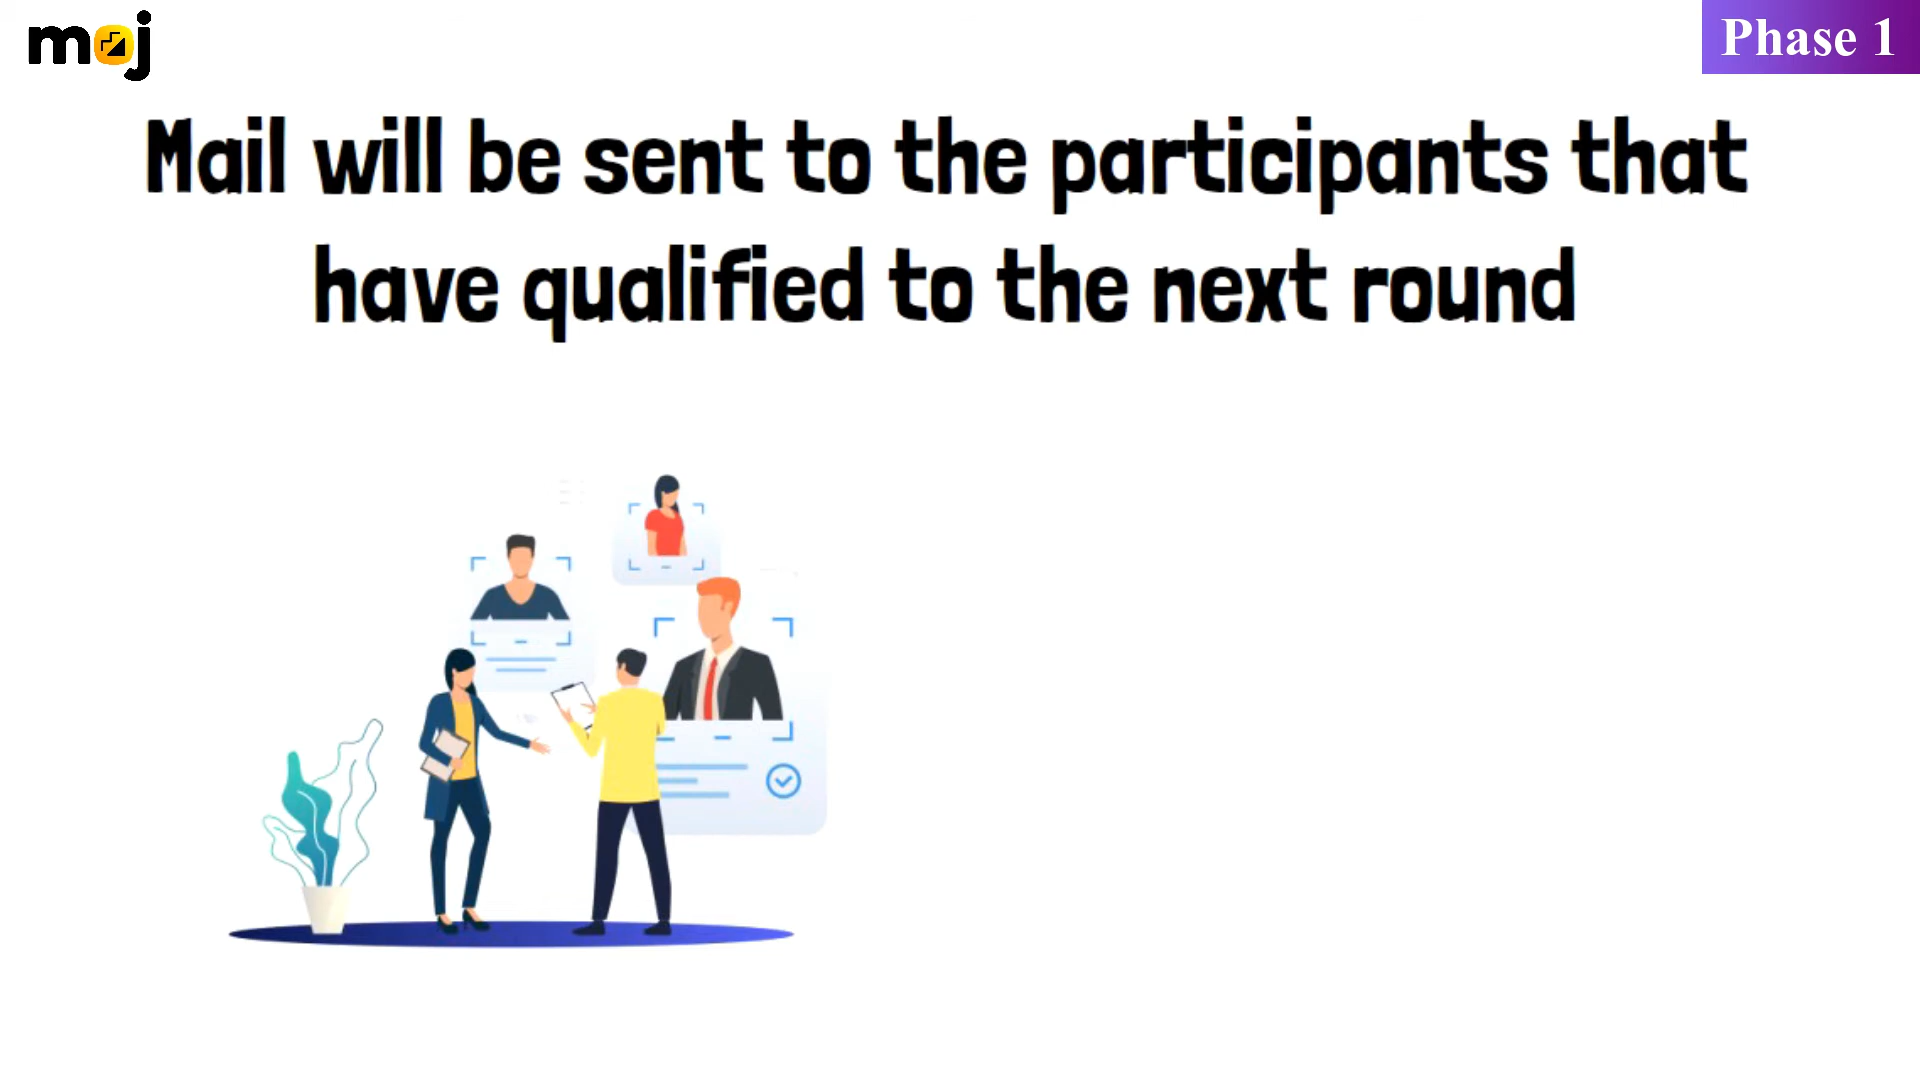 moj
Phase 1
Mail will be sent to the participants that
have qualified to the next round